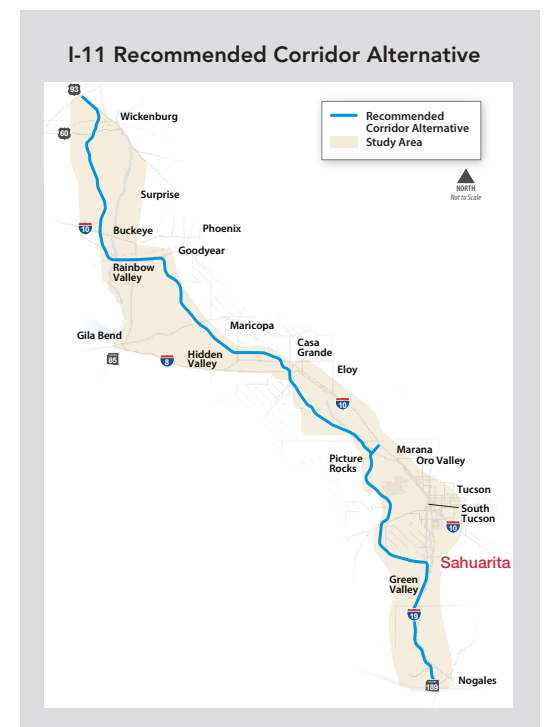 I-11 Recommended Corridor Alternative
93
Wickenburg
Recommended
Corridor Alternative
Study Area
60
NORTH
Not to Scale
Surprise
10
Buckeye
Phoenix
Goodyear
Rainbow
Valley
Maricopa
Gila Bend
Casa
Grande
85
8
Hidden
Valley
Eloy
10
Marana
Oro Valley
Picture
Rocks
Tucson
South
Tucson
10
Sahuarita
Green
Valley
19
Nogales
189